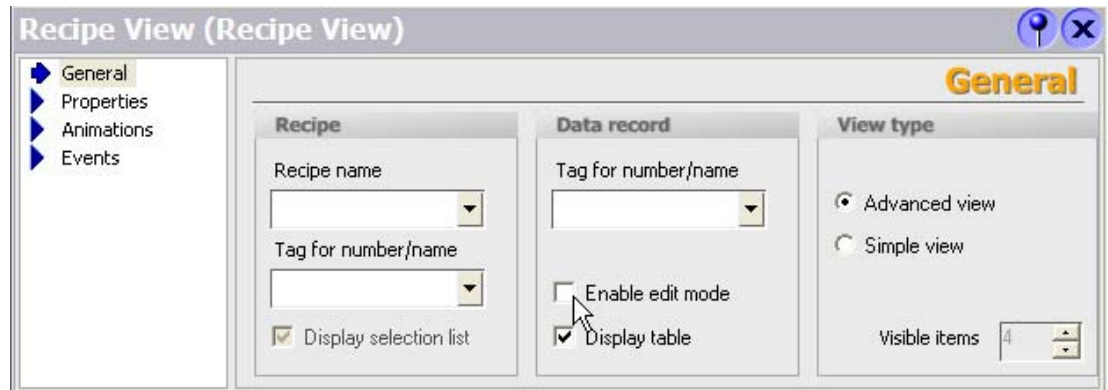 Recipe View (Recipe View)
General
Properties
Animations
Events
General
Recipe
Recipe name
Tag for number/name
Display selection list
Data record
Tag for number/name
Enable edit mode
Display table
View type
Advanced view
Simple view
Visible items 4